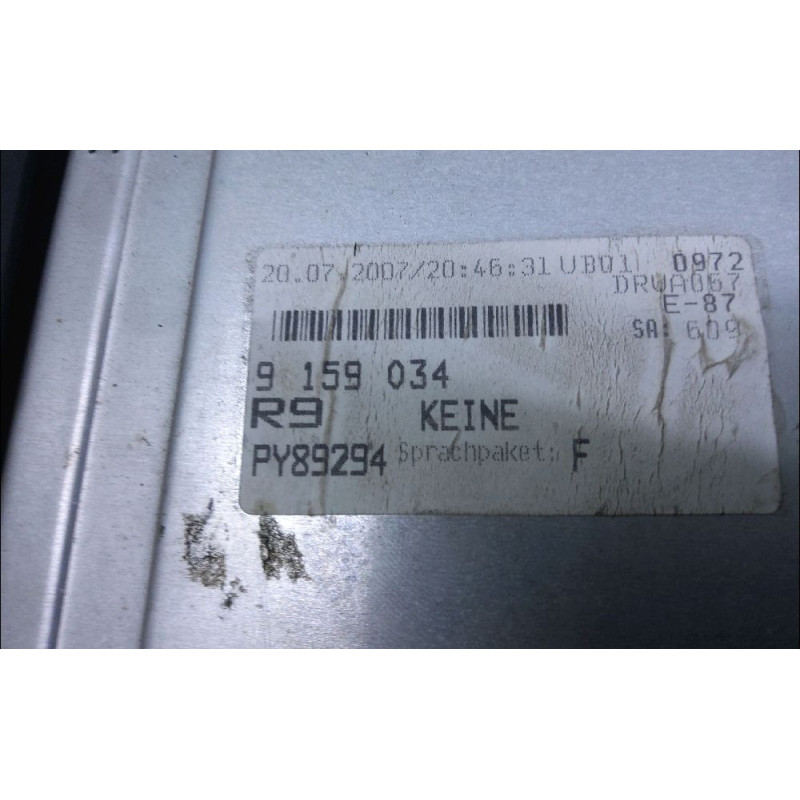 20.07.2007/20:46:31 UB01 0972
DRWA067
E-87
SA: 609
9 159 034
R9 KEINE
PY89294 Sprachpaket: F